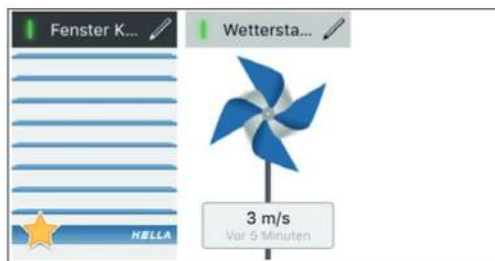 Fenster K...
Wettersta...
HELLA
3 m/s
Vor 5 Minuten